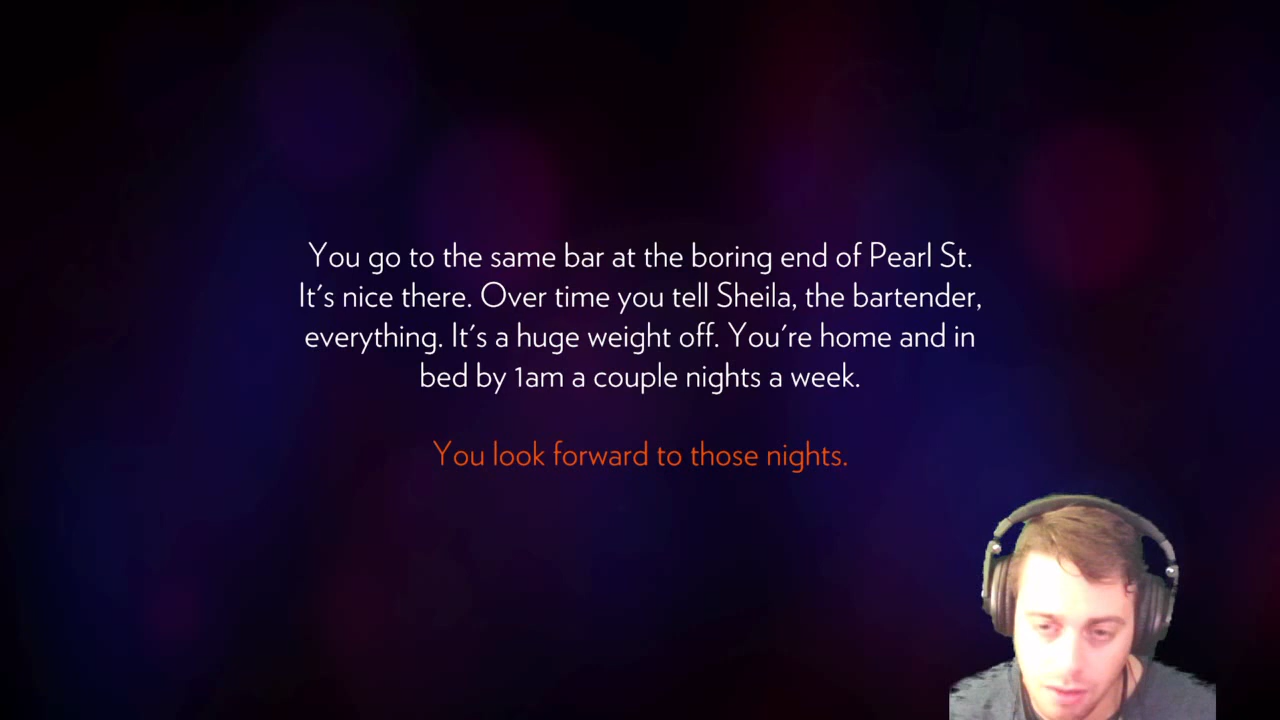 You go to the same bar at the boring end of Pearl St.
It's nice there. Over time you tell Sheila, the bartender,
everything. It's a huge weight off. You're home and in
bed by 1am a couple nights a week.
You look forward to those nights.